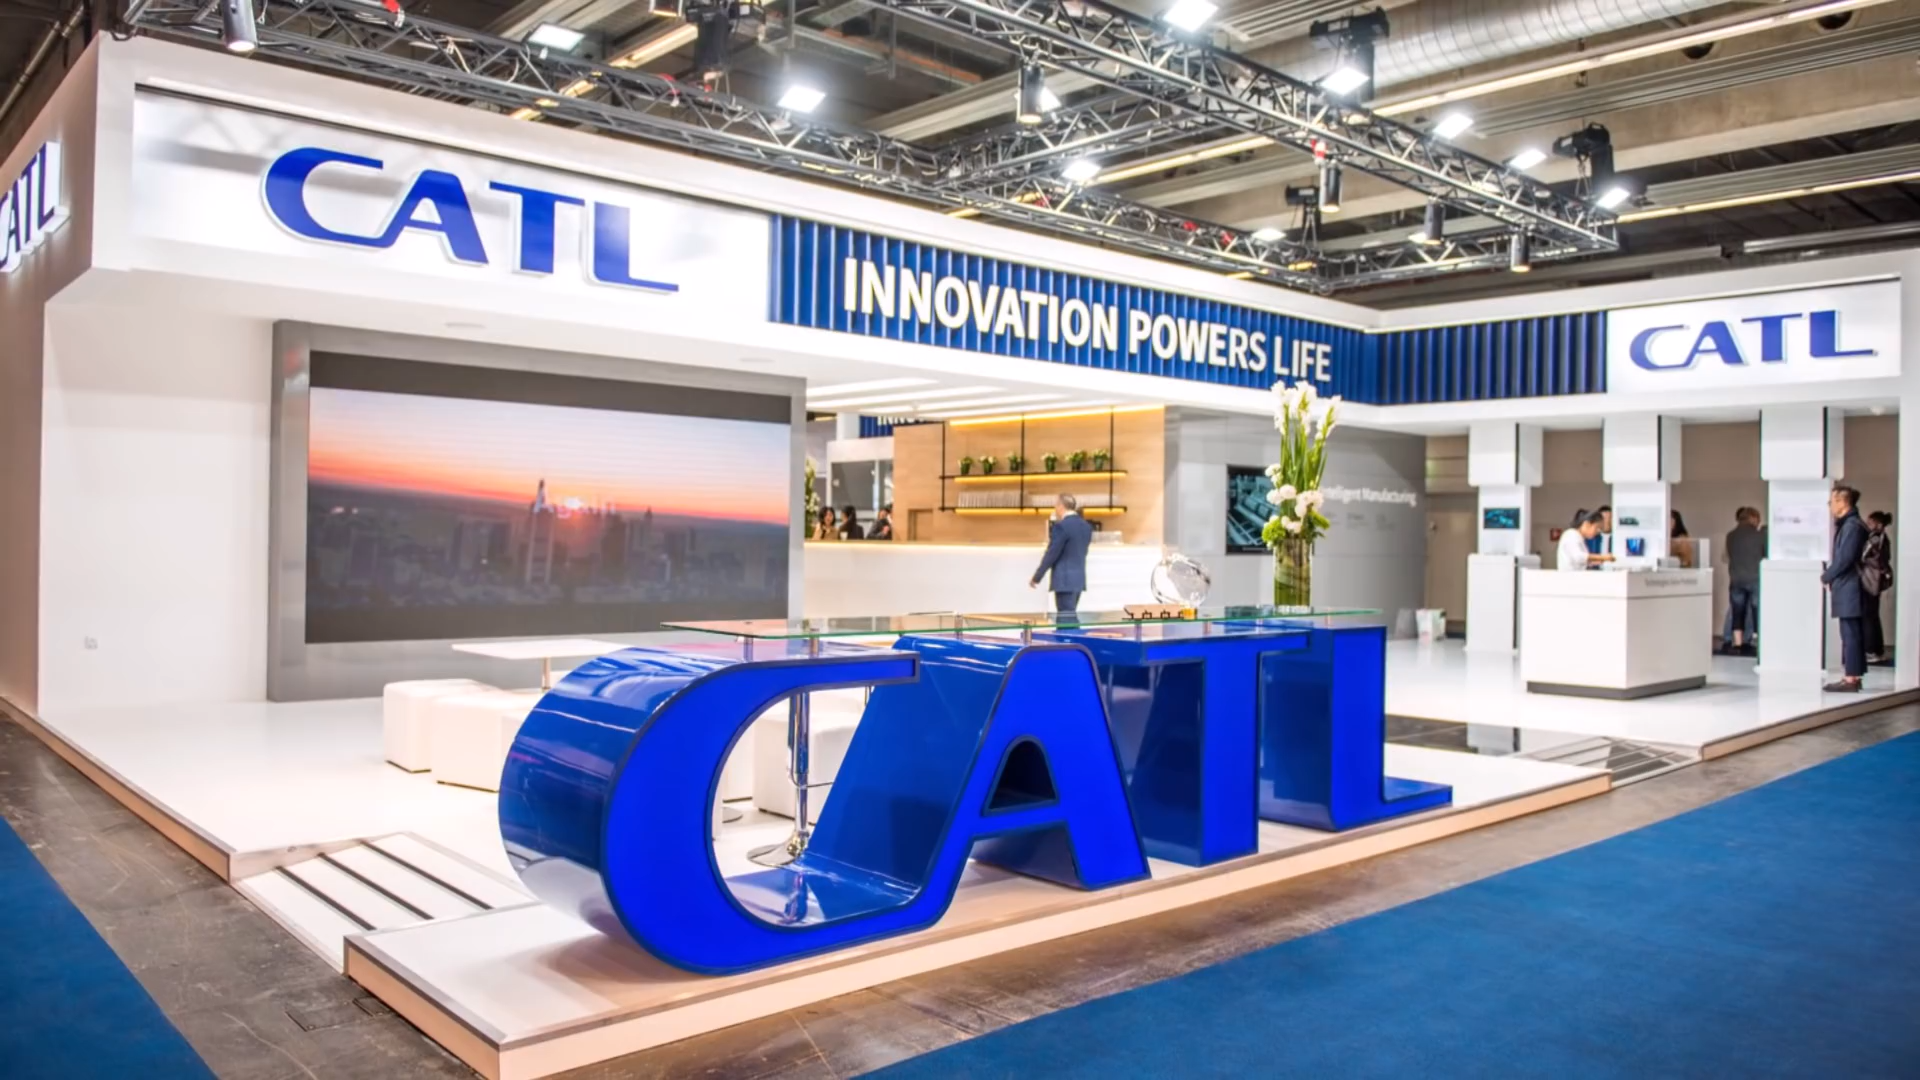 CATL
CATL
INNOVATION POWERS LIFE
CATL
Intelligent Manufacturing
CATL